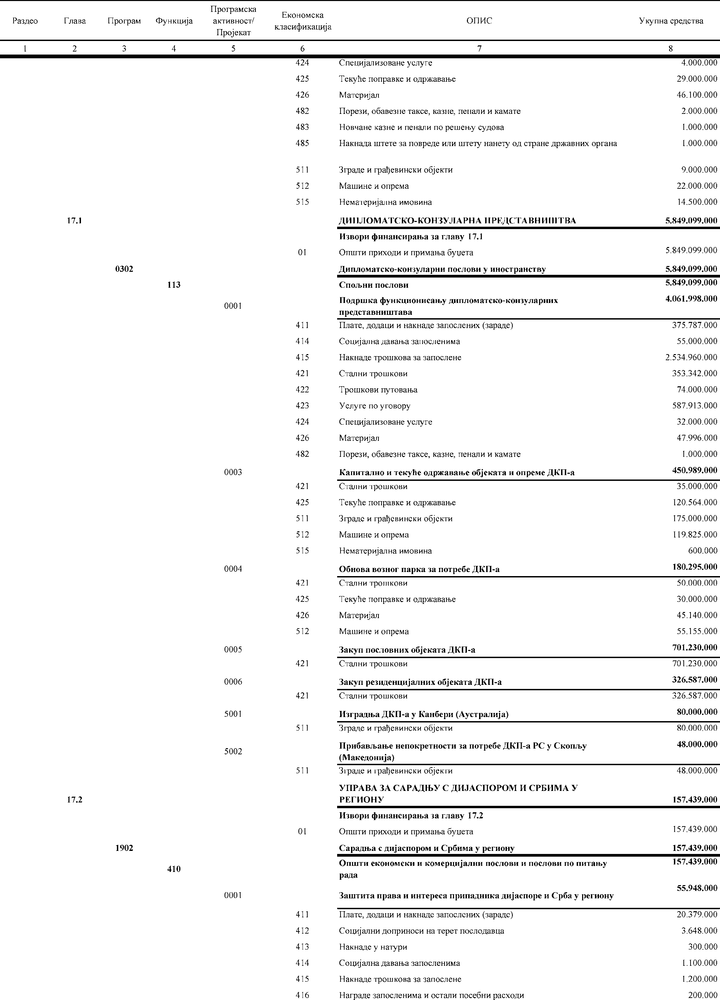 Раздео Глава Програм Функција Програмска активност/ Пројекат Економска класификација ОПИС Укупна средства
1 2 3 4 5 6 7 8
424 Специјализоване услуге 4.000.000
425 Текуће поправке и одржавање 29.000.000
426 Материјал 46.100.000
482 Порези, обавезне таксе, казне, пенали и камате 2.000.000
483 Новчане казне и пенали по решењу судова 1.000.000
485 Накнада штете за повреде или штету нанету од стране државних органа 1.000.000
511 Зграде и грађевински објекти 9.000.000
512 Машине и опрема 22.000.000
515 Нематеријална имовина 14.500.000
17.1 ДИПЛОМАТСКО-КОНЗУЛАРНА ПРЕДСТАВНИШТВА 5.849.099.000
Извори финансирања за главу 17.1
01 Општи приходи и примања буџета 5.849.099.000
0302 Дипломатско-конзуларни послови у иностранству 5.849.099.000
113 Спољни послови 5.849.099.000
0001 Подршка функционисању дипломатско-конзуларних 4.061.998.000
представништава
411 Плате, додаци и накнаде запослених (зараде) 375.787.000
414 Социјална давања запосленима 55.000.000
415 Накнаде трошкова за запослене 2.534.960.000
421 Стални трошкови 353.342.000
422 Трошкови путовања 74.000.000
423 Услуге по уговору 587.913.000
424 Специјализоване услуге 32.000.000
426 Материјал 47.996.000
482 Порези, обавезне таксе, казне, пенали и камате 1.000.000
0003 Капитално и текуће одржавање објеката и опреме ДКП-а 450.989.000
421 Стални трошкови 35.000.000
425 Текуће поправке и одржавање 120.564.000
511 Зграде и грађевински објекти 175.000.000
512 Машине и опрема 119.825.000
515 Нематеријална имовина 600.000
0004 Обнова возног парка за потребе ДКП-а 180.295.000
421 Стални трошкови 50.000.000
425 Текуће поправке и одржавање 30.000.000
426 Материјал 45.140.000
512 Машине и опрема 55.155.000
0005 Закуп пословних објеката ДКП-а 701.230.000
421 Стални трошкови 701.230.000
0006 Закуп резиденцијалних објеката ДКП-а 326.587.000
421 Стални трошкови 326.587.000
5001 Изградња ДКП-а у Канбери (Аустралија) 80.000.000
511 Зграде и грађевински објекти 80.000.000
5002 Прибављање непокретности за потребе ДКП-а РС у Скопљу 48.000.000
(Македонија)
511 Зграде и грађевински објекти 48.000.000
УПРАВА ЗА САРАДЊУ С ДИЈАСПОРОМ И СРБИМА У
17.2 РЕГИОНУ 157.439.000
Извори финансирања за главу 17.2
01 Општи приходи и примања буџета 157.439.000
1902 Сарадња с дијаспором и Србима у региону 157.439.000
410 Општи економски и комерцијални послови и послови по питању 157.439.000
рада
0001 Заштита права и интереса припадника дијаспоре и Срба у региону 55.948.000
411 Плате, додаци и накнаде запослених (зараде) 20.379.000
412 Социјални доприноси на терет послодавца 3.648.000
413 Накнаде у натури 300.000
414 Социјална давања запосленима 1.100.000
415 Накнаде трошкова за запослене 1.200.000
416 Награде запосленима и остали посебни расходи 200.000